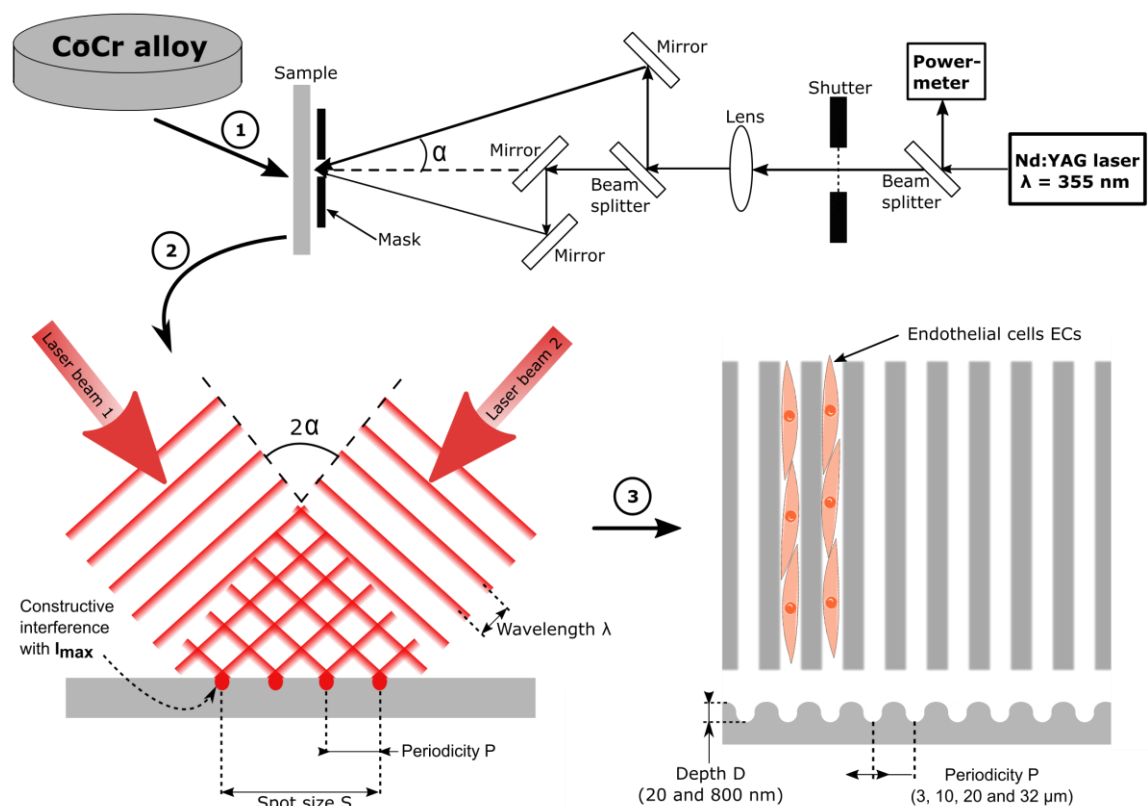 CoCr alloy
Sample
1
Mask
α
Mirror
Mirror
Mirror
Beam
splitter
Lens
Shutter
Beam
splitter
Power-
meter
Nd:YAG laser
λ = 355 nm
2
Laser beam 1
Laser beam 2
2α
Wavelength λ
Constructive
interference
with Imax
Periodicity P
Spot size S
3
Endothelial cells ECs
Depth D
(20 and 800 nm)
Periodicity P
(3, 10, 20 and 32 µm)